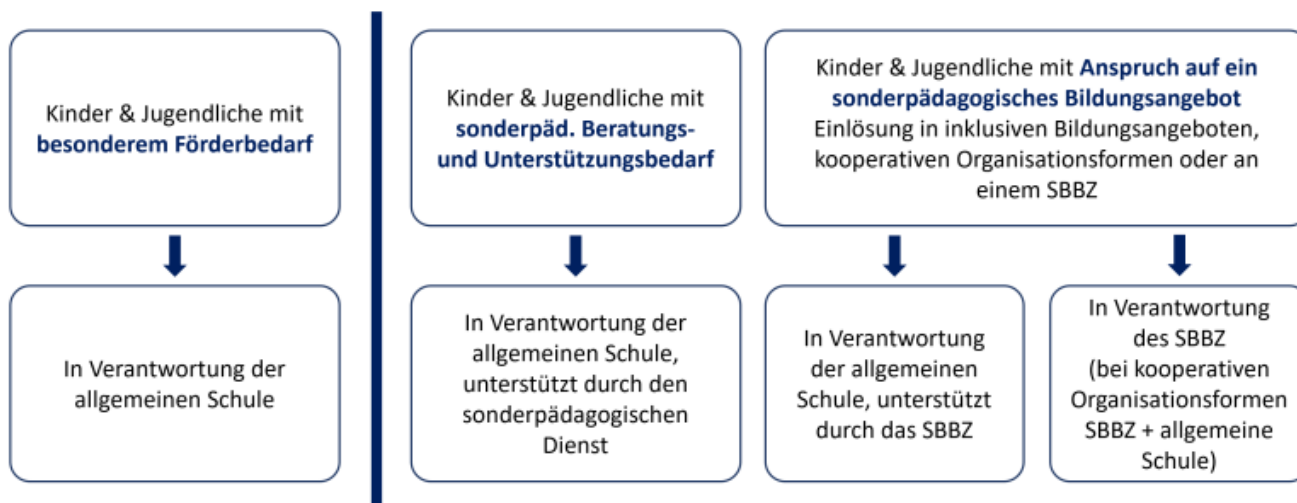 Kinder & Jugendliche mit
besonderem Förderbedarf
In Verantwortung der
allgemeinen Schule
Kinder & Jugendliche mit
sonderpäd. Beratungs-
und Unterstützungsbedarf
In Verantwortung der
allgemeinen Schule,
unterstützt durch den
sonderpädagogischen
Dienst
Kinder & Jugendliche mit Anspruch auf ein
sonderpädagogisches Bildungsangebot
Einlösung in inklusiven Bildungsangeboten,
kooperativen Organisationsformen oder an
einem SBBZ
In Verantwortung
der allgemeinen
Schule, unterstützt
durch das SBBZ
In Verantwortung
des SBBZ
(bei kooperativen
Organisationsformen
SBBZ + allgemeine
Schule)